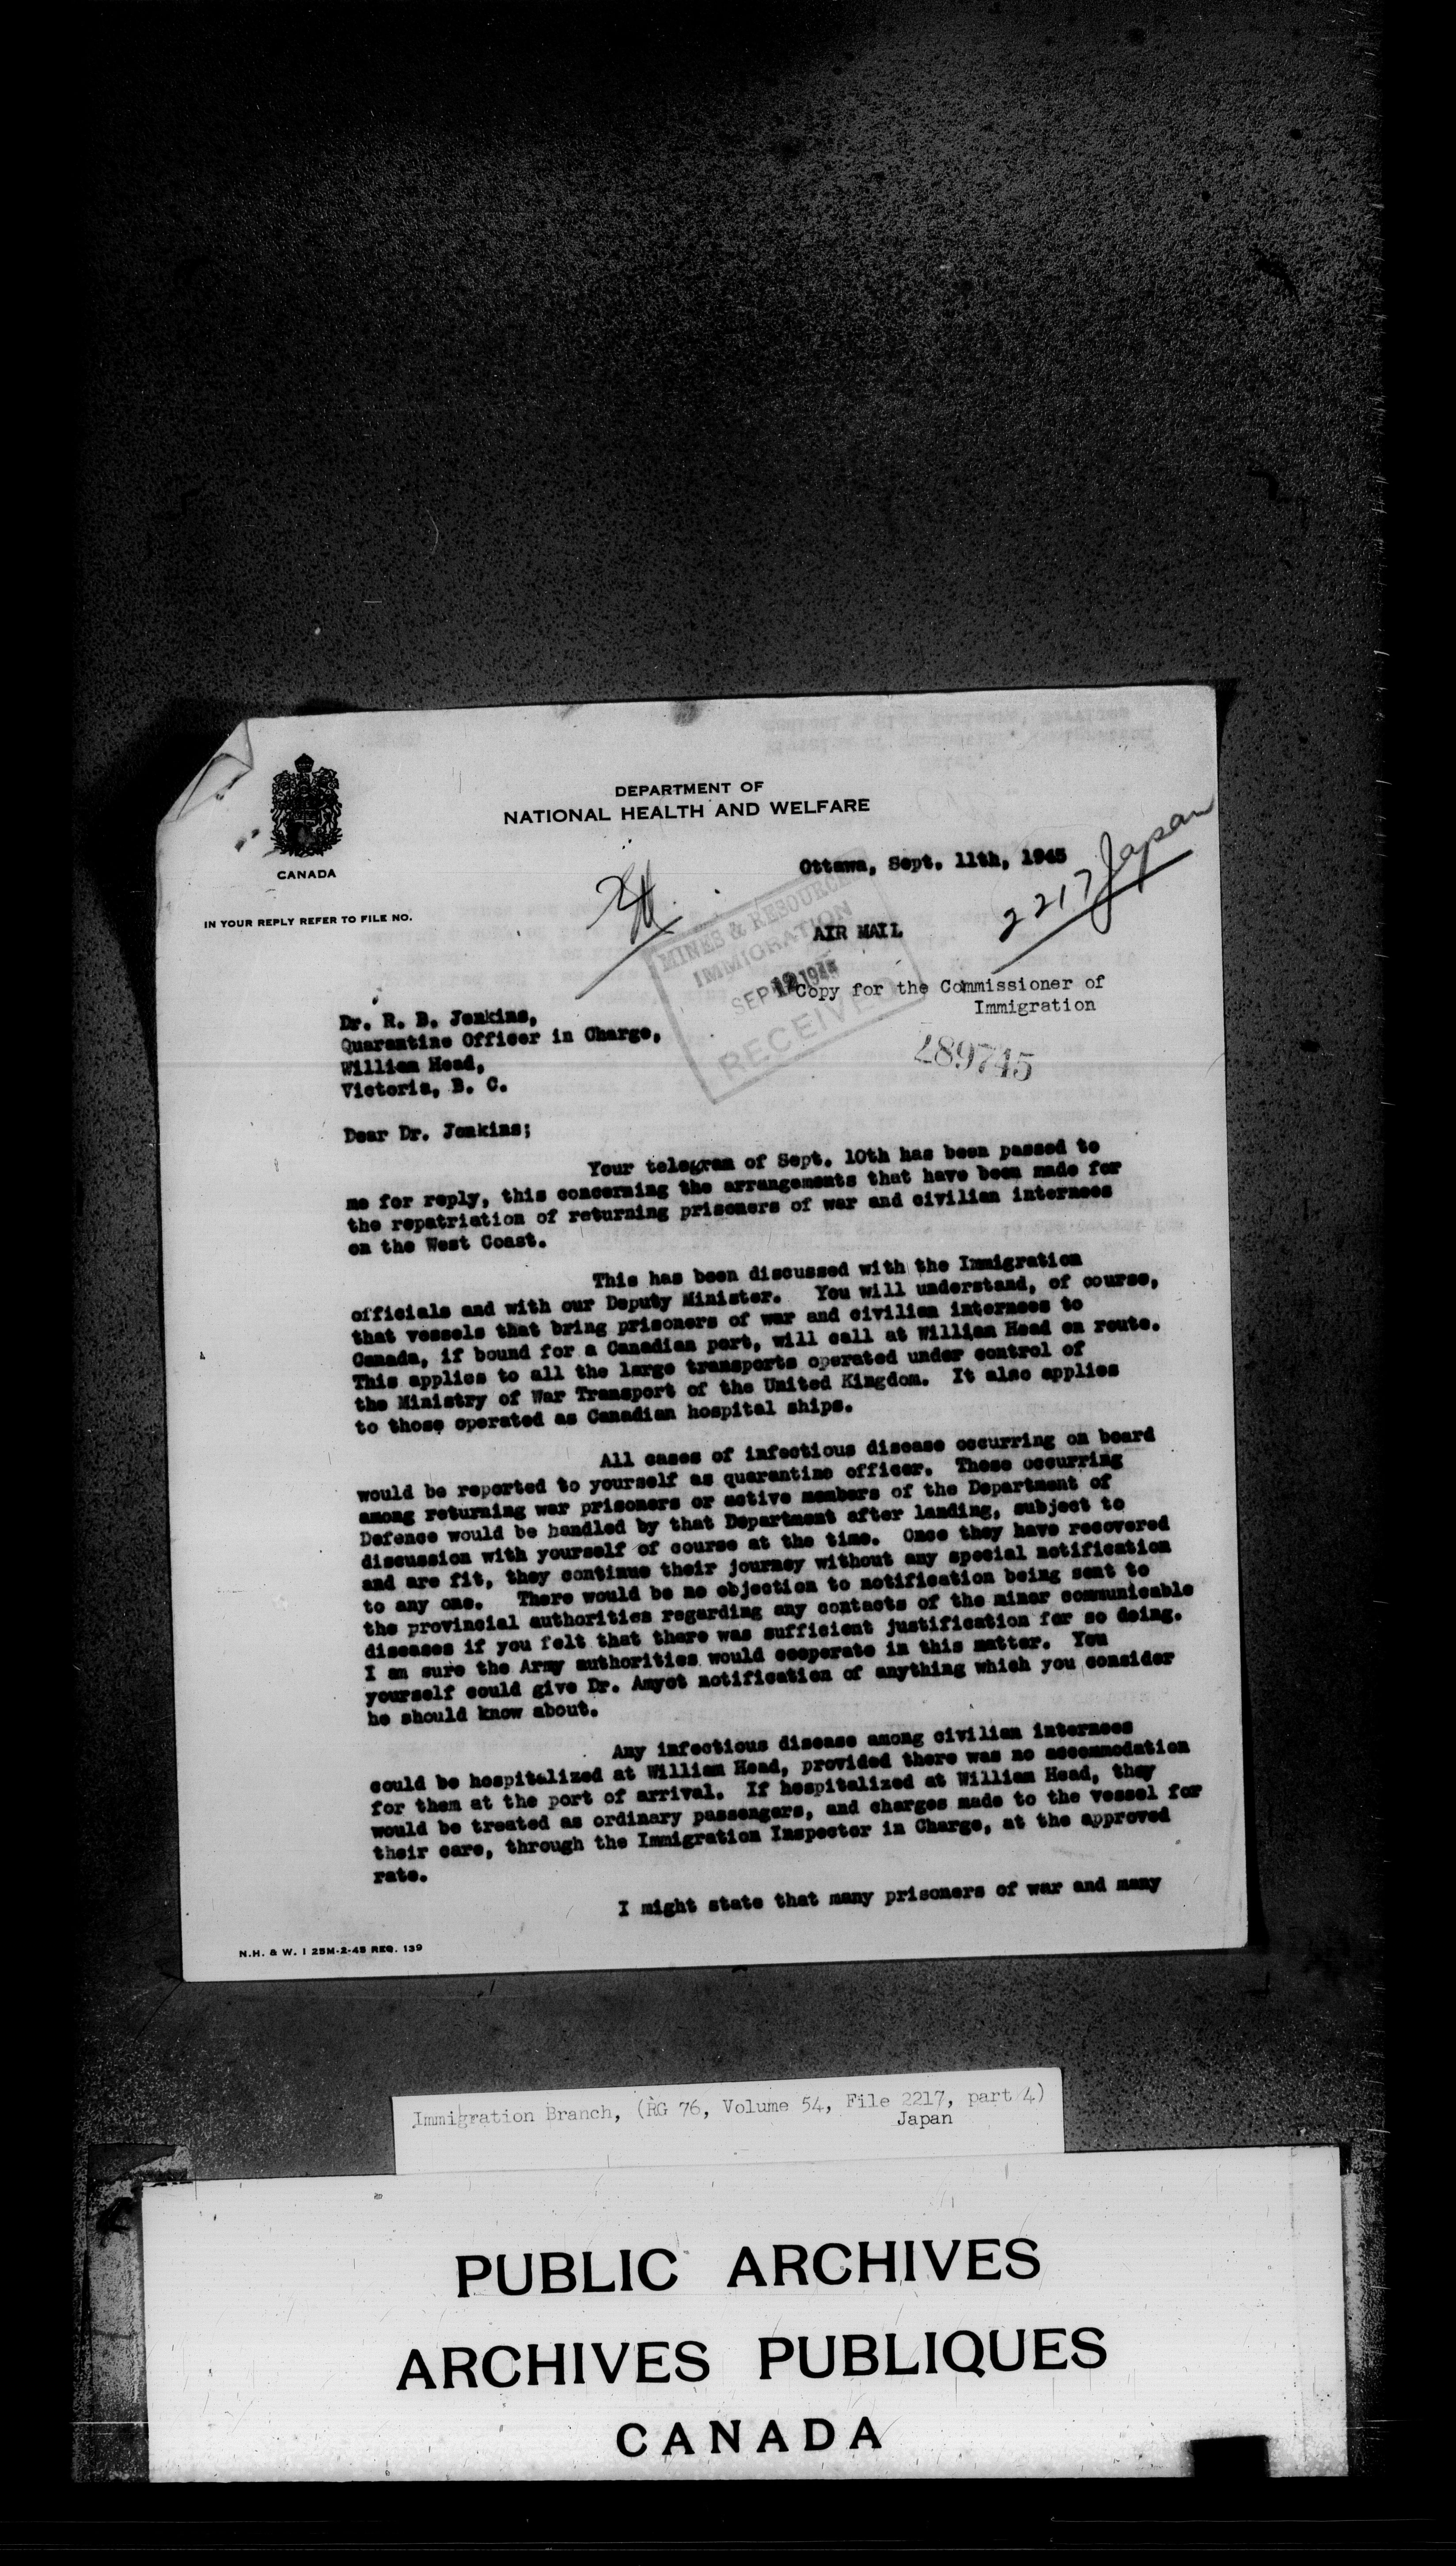 DEPARTMENT OF
NATIONAL HEALTH AND WELFARE
CANADA
IN YOUR REPLY REFER TO FILE NO.
Ottawa, Sept. 11th, 1945
2217 Japan
AIR MAIL
MINES & RESOURCES
IMMIGRATION
SEP 12 1945
RECEIVED
Copy for the Commissioner of
Immigration
289745
Dr. R. B. Jenkins,
Quarantine Officer in Charge,
William Head,
Victoria, B. C.
Dear Dr. Jenkins;
Your telegram of Sept. 10th has been passed to
me for reply, this concerning the arrangements that have been made for
the repatriation of returning prisoners of war and civilian internees
on the West Coast.
This has been discussed with the Immigration
officials and with our Deputy Minister. You will understand, of course,
that vessels that bring prisoners of war and civilian internees to
Canada, if bound for a Canadian port, will call at William Head en route.
This applies to all the large transports operated under control of
the Ministry of War Transport of the United Kingdom. It also applies
to those operated as Canadian hospital ships.
All cases of infectious disease occurring on board
would be reported to yourself as quarantine officer. Those occurring
among returning war prisoners or active members of the Department of
Defence would be handled by that Department after landing, subject to
discussion with yourself of course at the time. Once they have recovered
and are fit, they continue their journey without any special notification
to any one. There would be no objection to notification being sent to
the provincial authorities regarding any contacts of the minor communicable
diseases if you felt that there was sufficient justification for so doing.
I am sure the Army authorities would cooperate in this matter. You
yourself could give Dr. Amyot notification of anything which you consider
he should know about.
Any infectious disease among civilian internees
could be hospitalized at William Head, provided there was no accommodation
for them at the port of arrival. If hospitalized at William Head, they
would be treated as ordinary passengers, and charges made to the vessel for
their care, through the Immigration Inspector in Charge, at the approved
rate.
I might state that many prisoners of war and many
N.H. & W. 1 25M-2-45 REQ. 139
Immigration Branch, (RG 76, Volume 54, File 2217, part 4)
Japan
PUBLIC ARCHIVES
ARCHIVES PUBLIQUES
CANADA